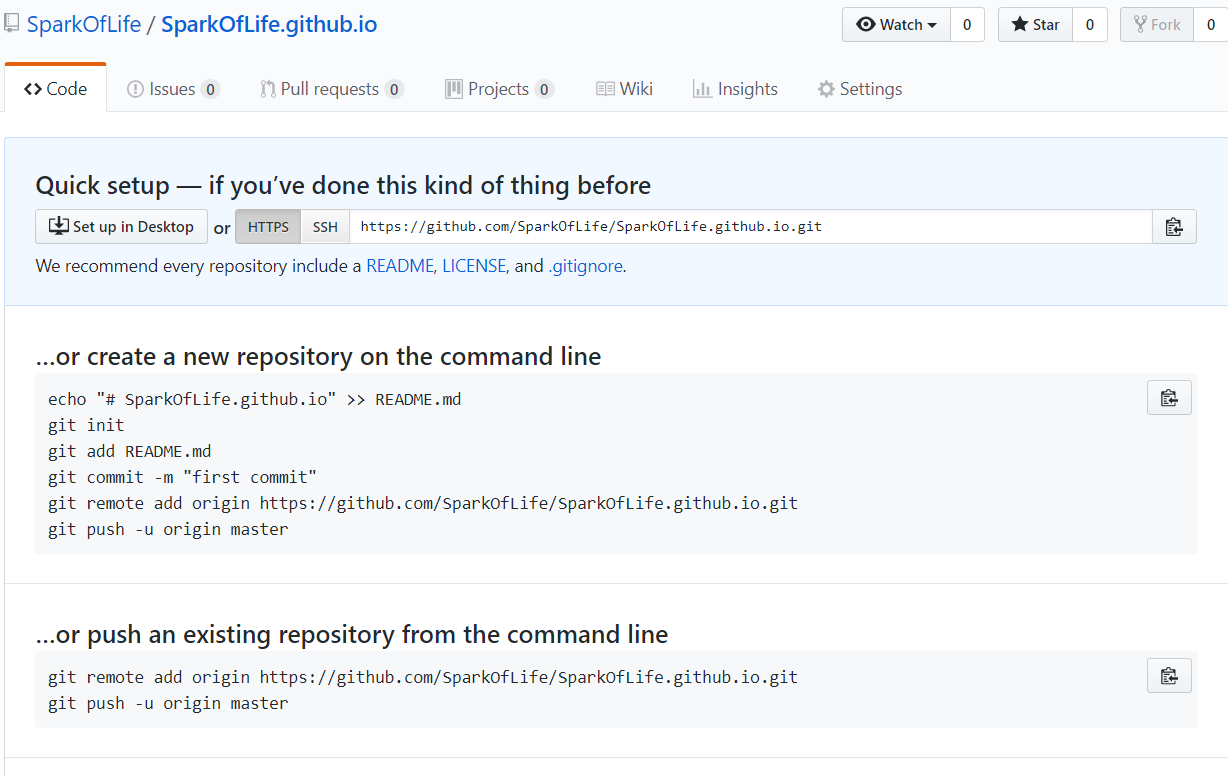 SparkOfLife / SparkOfLife.github.io
Watch 0 Star 0 Fork 0
Code Issues 0 Pull requests 0 Projects 0 Wiki Insights Settings
Quick setup — if you’ve done this kind of thing before
Set up in Desktop or HTTPS SSH https://github.com/SparkOfLife/SparkOfLife.github.io.git
We recommend every repository include a README, LICENSE, and .gitignore.
…or create a new repository on the command line
echo "# SparkOfLife.github.io" >> README.md
git init
git add README.md
git commit -m "first commit"
git remote add origin https://github.com/SparkOfLife/SparkOfLife.github.io.git
git push -u origin master
…or push an existing repository from the command line
git remote add origin https://github.com/SparkOfLife/SparkOfLife.github.io.git
git push -u origin master